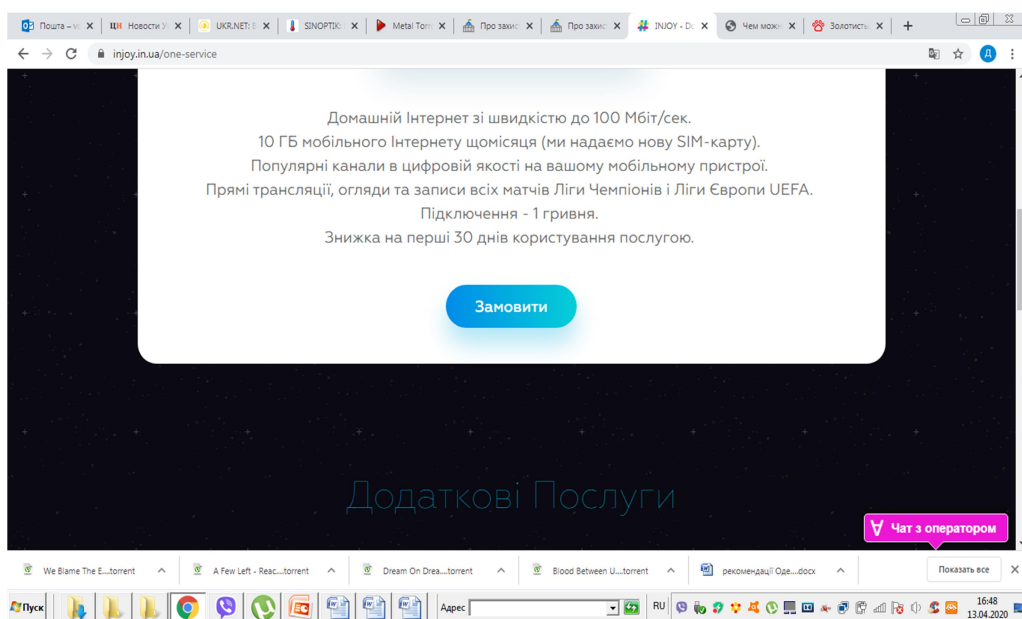 Пошта – 
Новости У
UKR.NET: 
SINOPTIK: 
Metal Torr
Про захис
Про захис
INJOY - Do
Чем можн
Золотисть
injoy.in.ua/one-service
Д
Домашній Інтернет зі швидкістю до 100 Мбіт/сек.
10 ГБ мобільного Інтернету щомісяця (ми надаємо нову SIM-карту).
Популярні канали в цифровій якості на вашому мобільному пристрої.
Прямі трансляції, огляди та записи всіх матчів Ліги Чемпіонів і Ліги Європи UEFA.
Підключення - 1 гривня.
Знижка на перші 30 днів користування послугою.
Замовити
Додаткові Послуги
Чат з оператором
We Blame The E....torrent
A Few Left - Reac....torrent
Dream On Drea....torrent
Blood Between U....torrent
рекомендації Оде....docx
Показать все
Пуск
Адрес
RU
16:48
13.04.2020